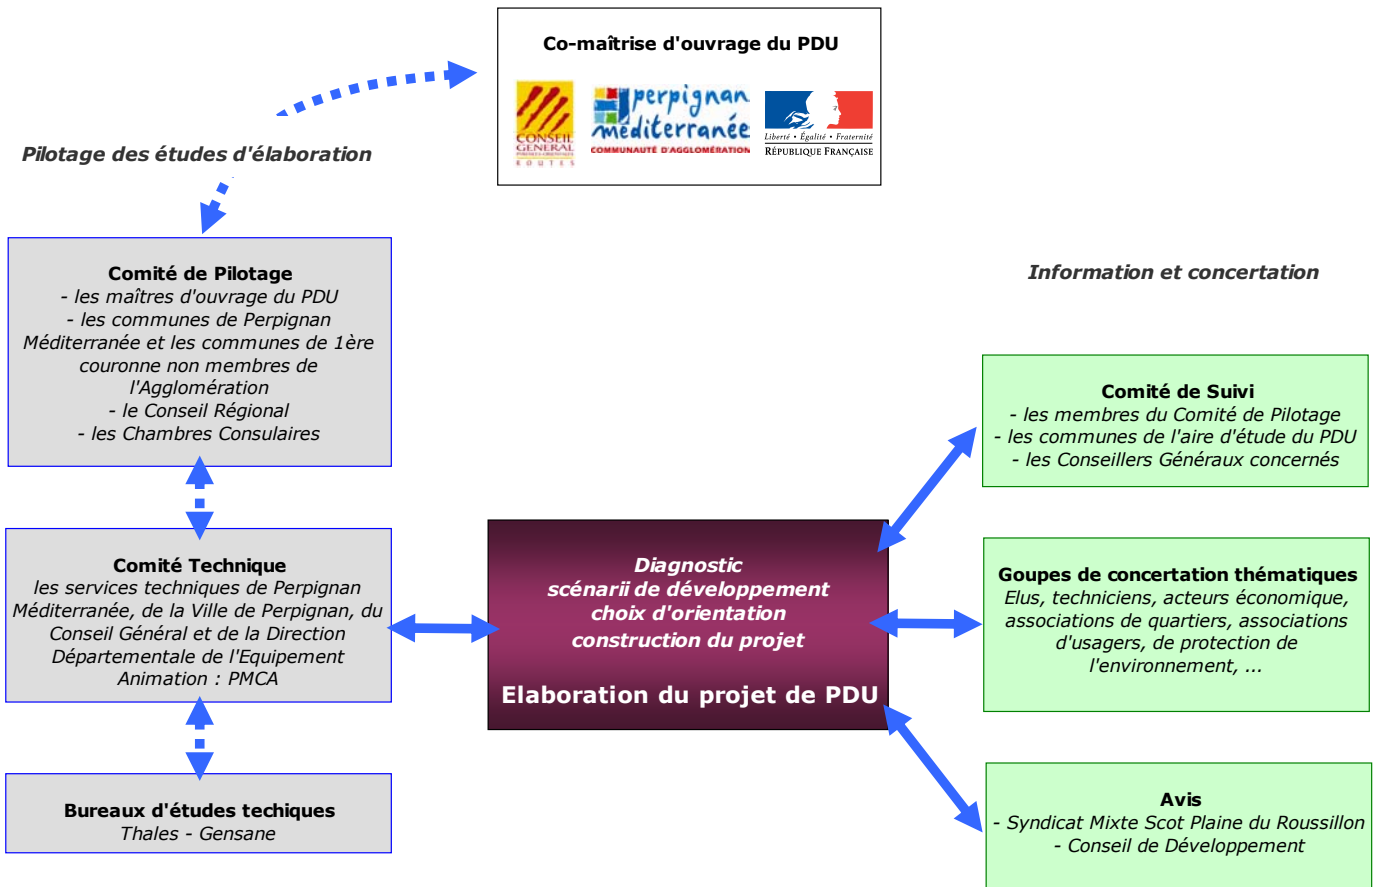 Co-maîtrise d'ouvrage du PDU
CONSEIL
GENERAL
PYRENEES-ORIENTALES
ROUTES
perpignan
méditerranée
COMMUNAUTÉ D'AGGLOMÉRATION
Liberté • Égalité • Fraternité
RÉPUBLIQUE FRANÇAISE
Pilotage des études d'élaboration
Comité de Pilotage
- les maîtres d'ouvrage du PDU
- les communes de Perpignan
Méditerranée et les communes de 1ère
couronne non membres de
l'Agglomération
- le Conseil Régional
- les Chambres Consulaires
Comité Technique
les services techniques de Perpignan
Méditerranée, de la Ville de Perpignan, du
Conseil Général et de la Direction
Départementale de l'Equipement
Animation : PMCA
Bureaux d'études techiques
Thales - Gensane
Diagnostic
scénarii de développement
choix d'orientation
construction du projet
Elaboration du projet de PDU
Information et concertation
Comité de Suivi
- les membres du Comité de Pilotage
- les communes de l'aire d'étude du PDU
- les Conseillers Généraux concernés
Goupes de concertation thématiques
Elus, techniciens, acteurs économique,
associations de quartiers, associations
d'usagers, de protection de
l'environnement, ...
Avis
- Syndicat Mixte Scot Plaine du Roussillon
- Conseil de Développement